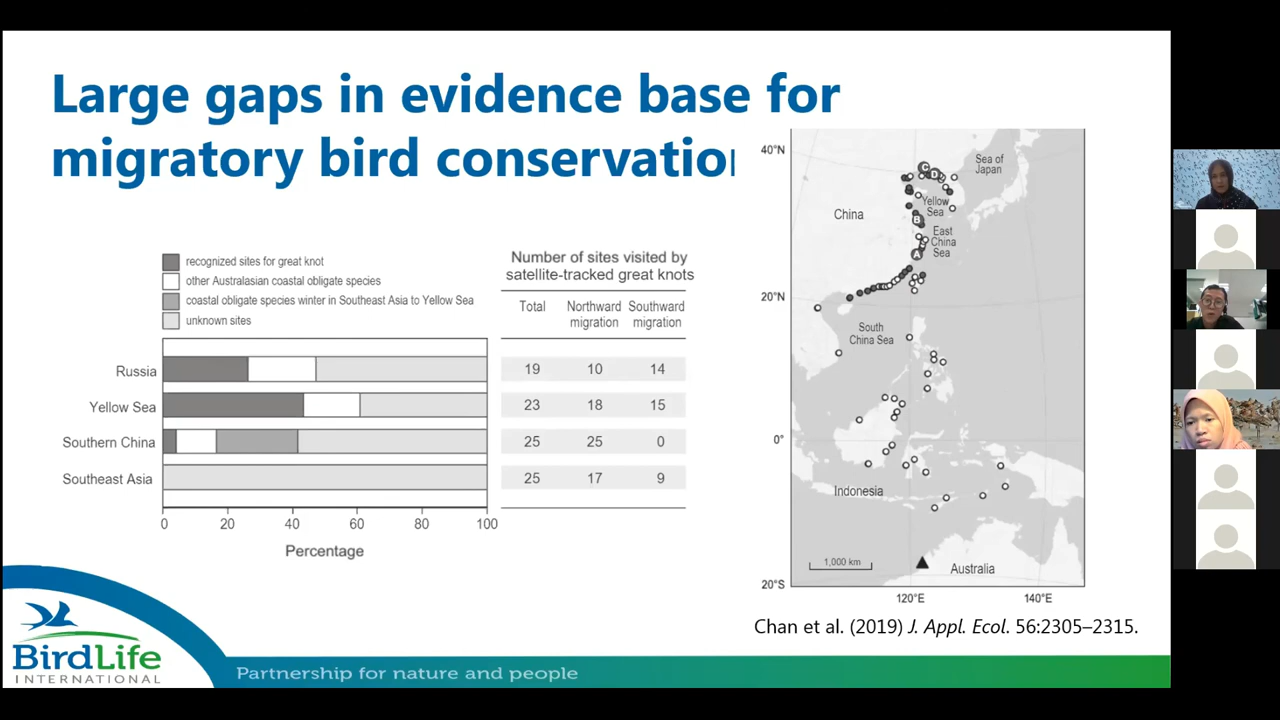 Large gaps in evidence base for
migratory bird conservation
recognized sites for great knot
other Australasian coastal obligate species
coastal obligate species winter in Southeast Asia to Yellow Sea
unknown sites
Number of sites visited by
satellite-tracked great knots
Total Northward migration Southward migration
Russia 19 10 14
Yellow Sea 23 18 15
Southern China 25 25 0
Southeast Asia 25 17 9
0 20 40 60 80 100
Percentage
40°N
20°N
0°
20°S
120°E 140°E
Sea of
Japan
China
Yellow
Sea
C
D
B
East
China
Sea
A
South
China Sea
Indonesia
1,000 km
Australia
Chan et al. (2019) J. Appl. Ecol. 56:2305–2315.
BirdLife
INTERNATIONAL
Partnership for nature and people